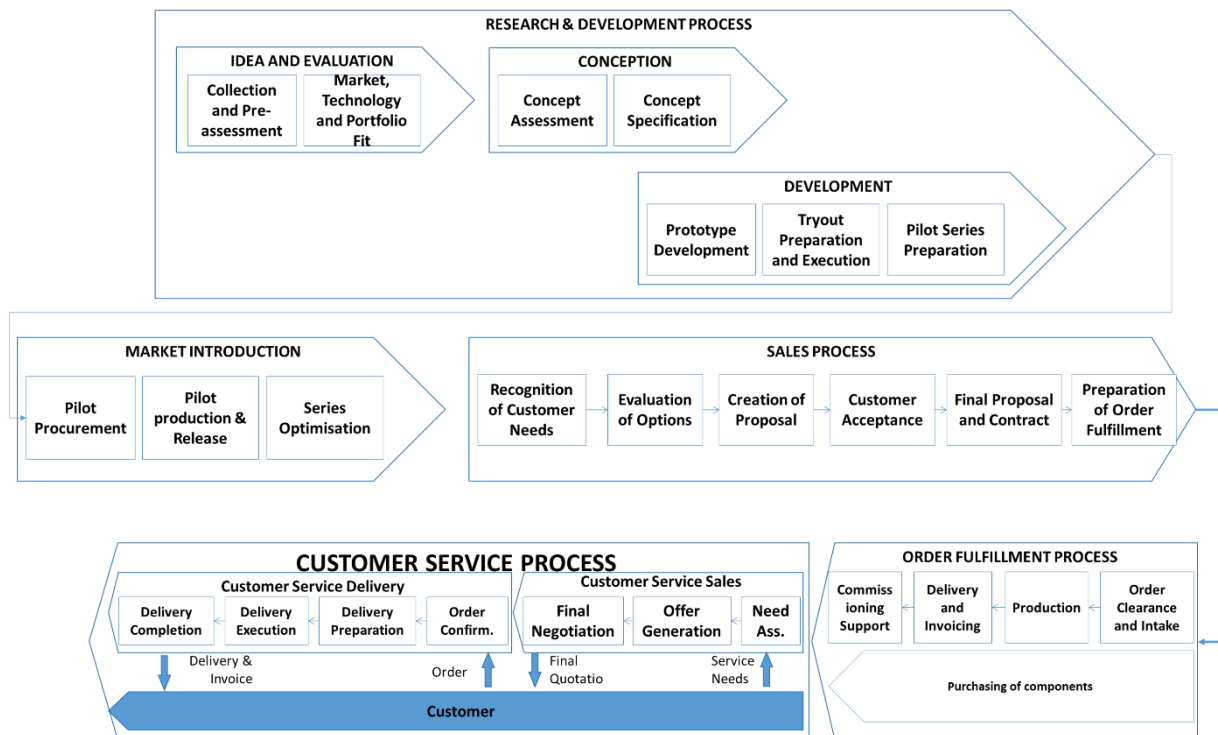 RESEARCH & DEVELOPMENT PROCESS
IDEA AND EVALUATION
Collection
and Pre-
assessment
Market,
Technology
and Portfolio
Fit
CONCEPTION
Concept
Assessment
Concept
Specification
DEVELOPMENT
Prototype
Development
Tryout
Preparation
and Execution
Pilot Series
Preparation
MARKET INTRODUCTION
Pilot
Procurement
Pilot
production &
Release
Series
Optimisation
SALES PROCESS
Recognition
of Customer
Needs
Evaluation
of Options
Creation of
Proposal
Customer
Acceptance
Final Proposal
and Contract
Preparation
of Order
Fulfillment
CUSTOMER SERVICE PROCESS
Customer Service Delivery
Delivery
Completion
Delivery
Execution
Delivery
Preparation
Order
Confirm.
Customer Service Sales
Final
Negotiation
Offer
Generation
Need
Ass.
Delivery &
Invoice
Order
Final
Quotatio
Service
Needs
Customer
ORDER FULFILLMENT PROCESS
Commiss
ioning
Support
Delivery
and
Invoicing
Production
Order
Clearance
and Intake
Purchasing of components